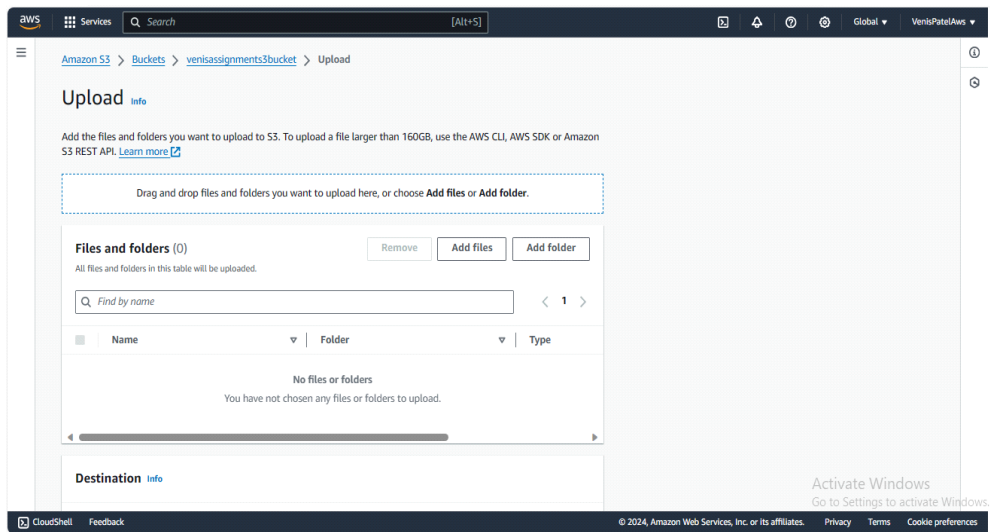 aws Services Search [Alt+S] Global VenisPatelAws
Amazon S3 > Buckets > venisassignments3bucket > Upload
Upload Info
Add the files and folders you want to upload to S3. To upload a file larger than 160GB, use the AWS CLI, AWS SDK or Amazon
S3 REST API. Learn more
Drag and drop files and folders you want to upload here, or choose Add files or Add folder.
Files and folders (0) Remove Add files Add folder
All files and folders in this table will be uploaded.
Find by name 1
Name Folder Type
No files or folders
You have not chosen any files or folders to upload.
Destination Info
Activate Windows
Go to Settings to activate Windows.
CloudShell Feedback © 2024, Amazon Web Services, Inc. or its affiliates. Privacy Terms Cookie preferences